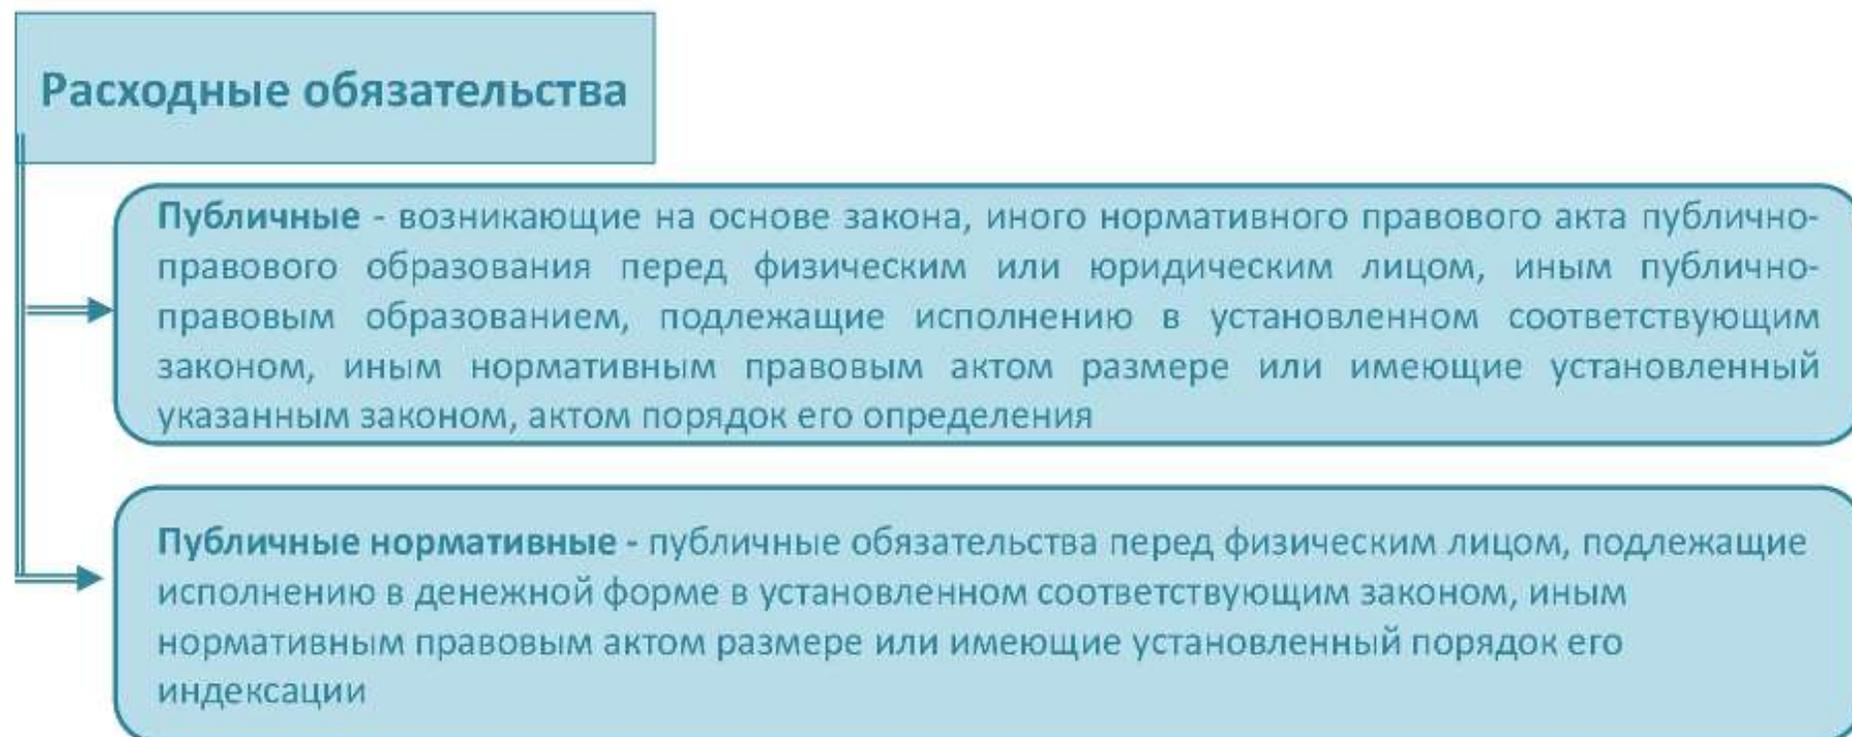 Расходные обязательства
Публичные - возникающие на основе закона, иного нормативного правового акта публично-
правового образования перед физическим или юридическим лицом, иным публично-
правовым образованием, подлежащие исполнению в установленном соответствующим
законом, иным нормативным правовым актом размере или имеющие установленный
указанным законом, актом порядок его определения
Публичные нормативные - публичные обязательства перед физическим лицом, подлежащие
исполнению в денежной форме в установленном соответствующим законом, иным
нормативным правовым актом размере или имеющие установленный порядок его
индексации